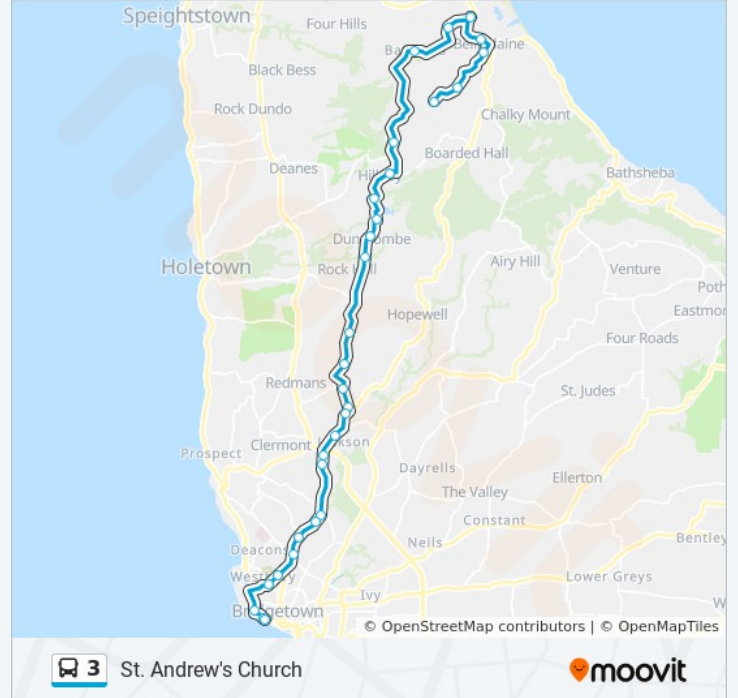 Speightstown
Four Hills
Black Bess
Rock Dundo
Chalky Mount
Boarded Hall
Deanes
Bathsheba
Holetown
Rock Hill
Airy Hill
Venture
Hopewell
Four Roads
Redmans
St. Judes
Clermont
Prospect
Dayrells
Ellerton
The Valley
Constant
Neils
Bentley
Lower Greys
Ivy
Bridgetown
© OpenStreetMap contributors | © OpenMapTiles
3 St. Andrew's Church
moovit